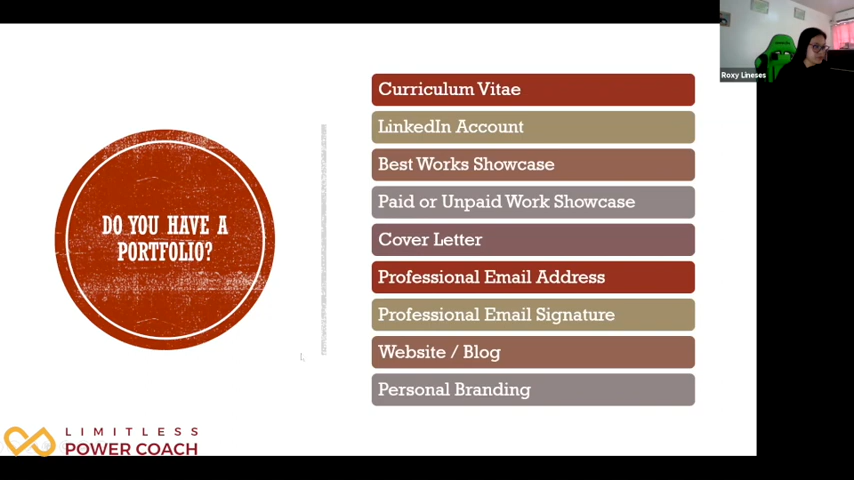 Roxy Lineses
DO YOU HAVE A
PORTFOLIO?
Curriculum Vitae
LinkedIn Account
Best Works Showcase
Paid or Unpaid Work Showcase
Cover Letter
Professional Email Address
Professional Email Signature
Website / Blog
Personal Branding
LIMITLESS
POWER COACH